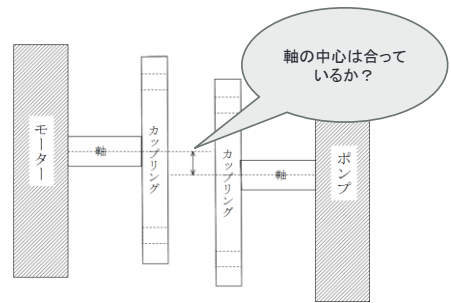 軸の中心は合って
いるか？
モーター
軸
カップリング
カップリング
軸
ポンプ